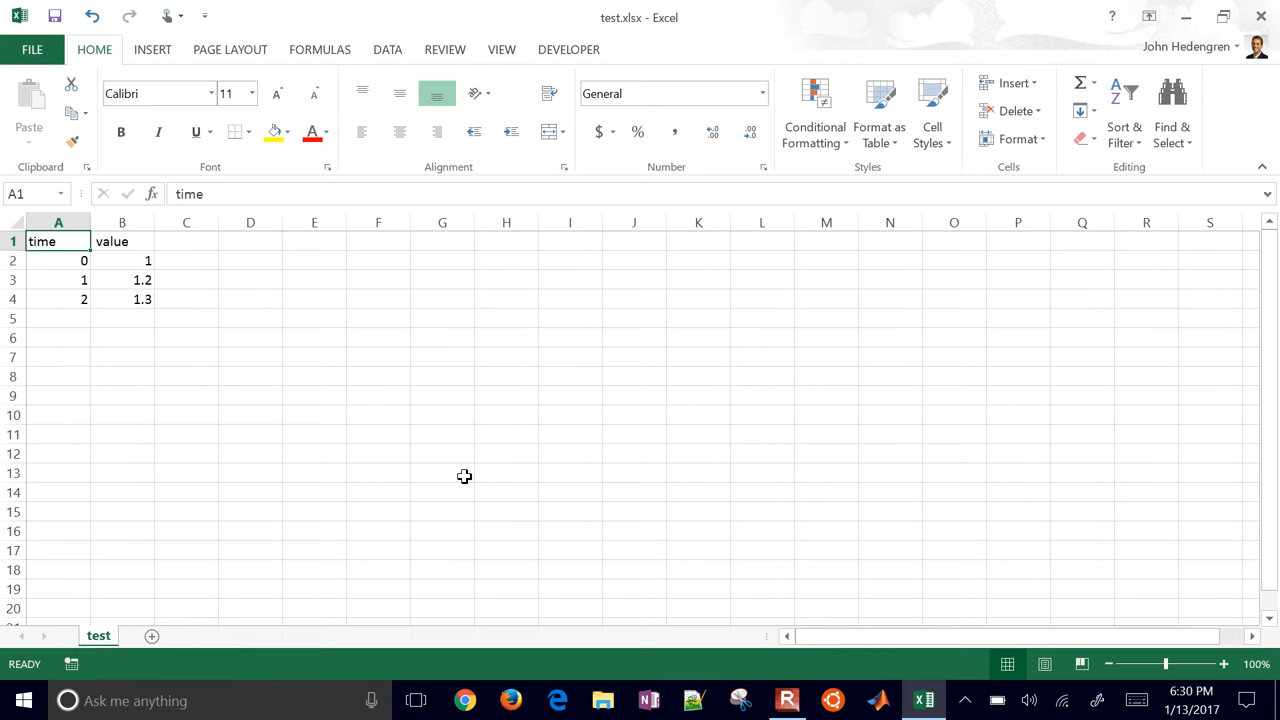 test.xlsx - Excel
?
FILE
HOME
INSERT
PAGE LAYOUT
FORMULAS
DATA
REVIEW
VIEW
DEVELOPER
John Hedengren
Paste
Calibri
11
A
A
B
I
U
A
General
$
%
,
Conditional
Formatting
Format as
Table
Cell
Styles
Insert
Delete
Format
Σ
Sort &
Filter
Find &
Select
Clipboard
Font
Alignment
Number
Styles
Cells
Editing
A1
fx
time
A B C D E F G H I J K L M N O P Q R S
1 time value
2 0 1
3 1 1.2
4 2 1.3
5
6
7
8
9
10
11
12
13
14
15
16
17
18
19
20
test
READY
100%
Ask me anything
6:30 PM
1/13/2017